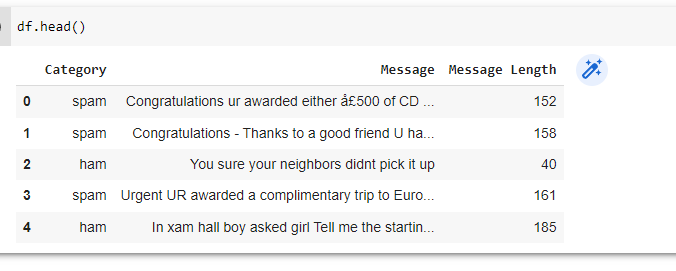 df.head()
Category Message Message Length
0 spam Congratulations ur awarded either å£500 of CD ... 152
1 spam Congratulations - Thanks to a good friend U ha... 158
2 ham You sure your neighbors didnt pick it up 40
3 spam Urgent UR awarded a complimentary trip to Euro... 161
4 ham In xam hall boy asked girl Tell me the startin... 185